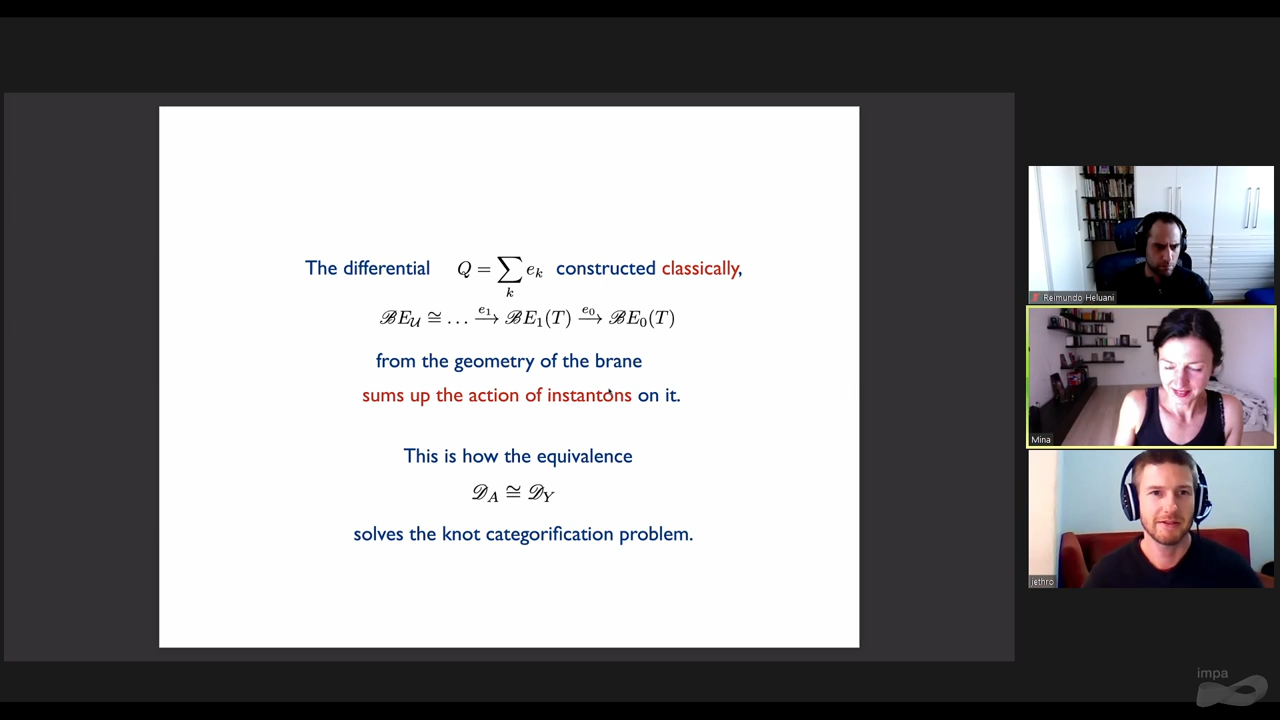 The differential Q = ∑_k e_k constructed classically,
ℬE_𝒰 ≅ … —e_1→ ℬE_1(T) —e_0→ ℬE_0(T)
from the geometry of the brane
sums up the action of instantons on it.
This is how the equivalence
𝒟_A ≅ 𝒟_Y
solves the knot categorification problem.
Reimundo Heluani
Mina
jethro
impa